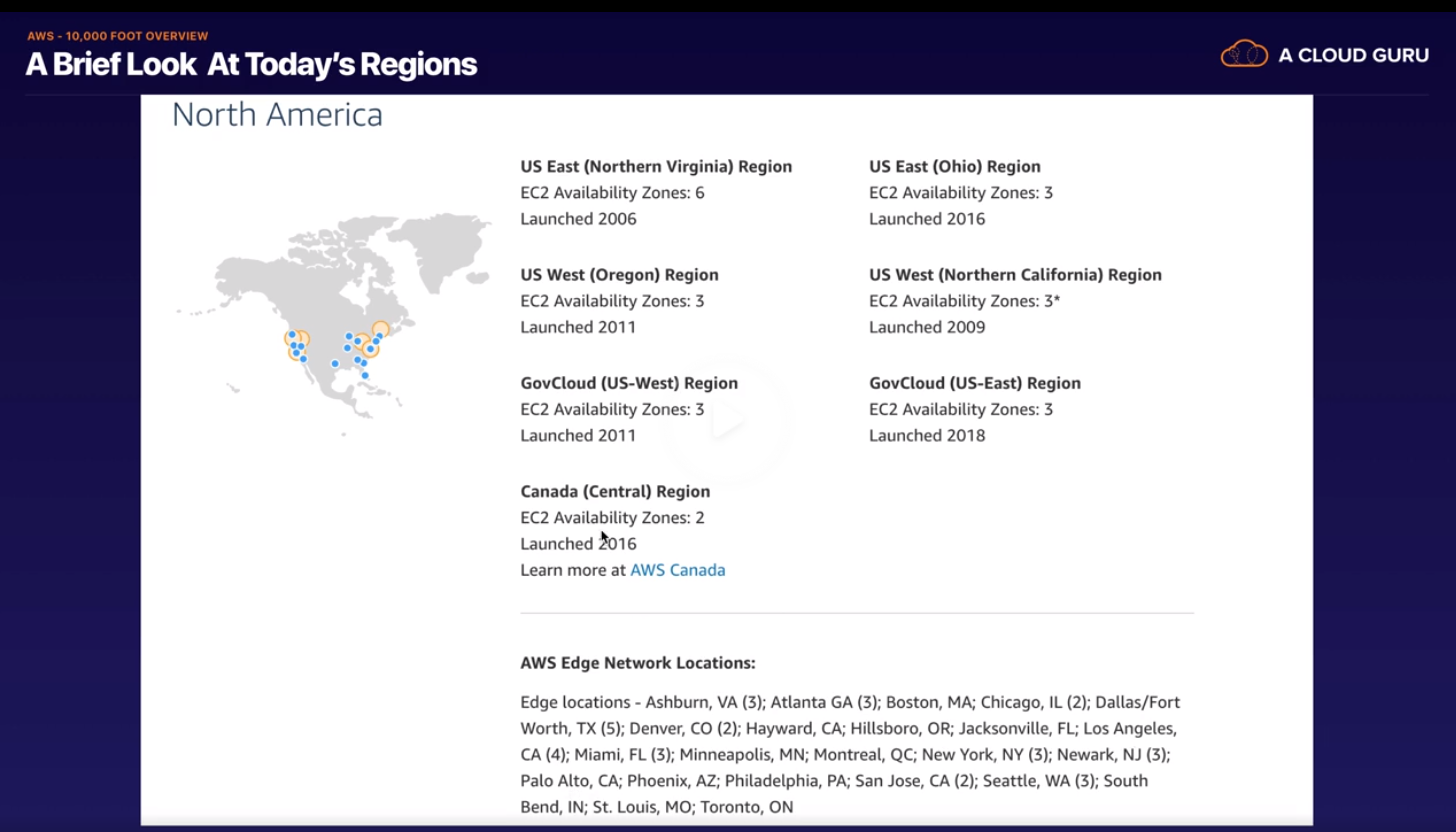 AWS - 10,000 FOOT OVERVIEW
A Brief Look At Today's Regions
A CLOUD GURU
North America
US East (Northern Virginia) Region
EC2 Availability Zones: 6
Launched 2006
US East (Ohio) Region
EC2 Availability Zones: 3
Launched 2016
US West (Oregon) Region
EC2 Availability Zones: 3
Launched 2011
US West (Northern California) Region
EC2 Availability Zones: 3*
Launched 2009
GovCloud (US-West) Region
EC2 Availability Zones: 3
Launched 2011
GovCloud (US-East) Region
EC2 Availability Zones: 3
Launched 2018
Canada (Central) Region
EC2 Availability Zones: 2
Launched 2016
Learn more at AWS Canada
AWS Edge Network Locations:
Edge locations - Ashburn, VA (3); Atlanta GA (3); Boston, MA; Chicago, IL (2); Dallas/Fort
Worth, TX (5); Denver, CO (2); Hayward, CA; Hillsboro, OR; Jacksonville, FL; Los Angeles,
CA (4); Miami, FL (3); Minneapolis, MN; Montreal, QC; New York, NY (3); Newark, NJ (3);
Palo Alto, CA; Phoenix, AZ; Philadelphia, PA; San Jose, CA (2); Seattle, WA (3); South
Bend, IN; St. Louis, MO; Toronto, ON